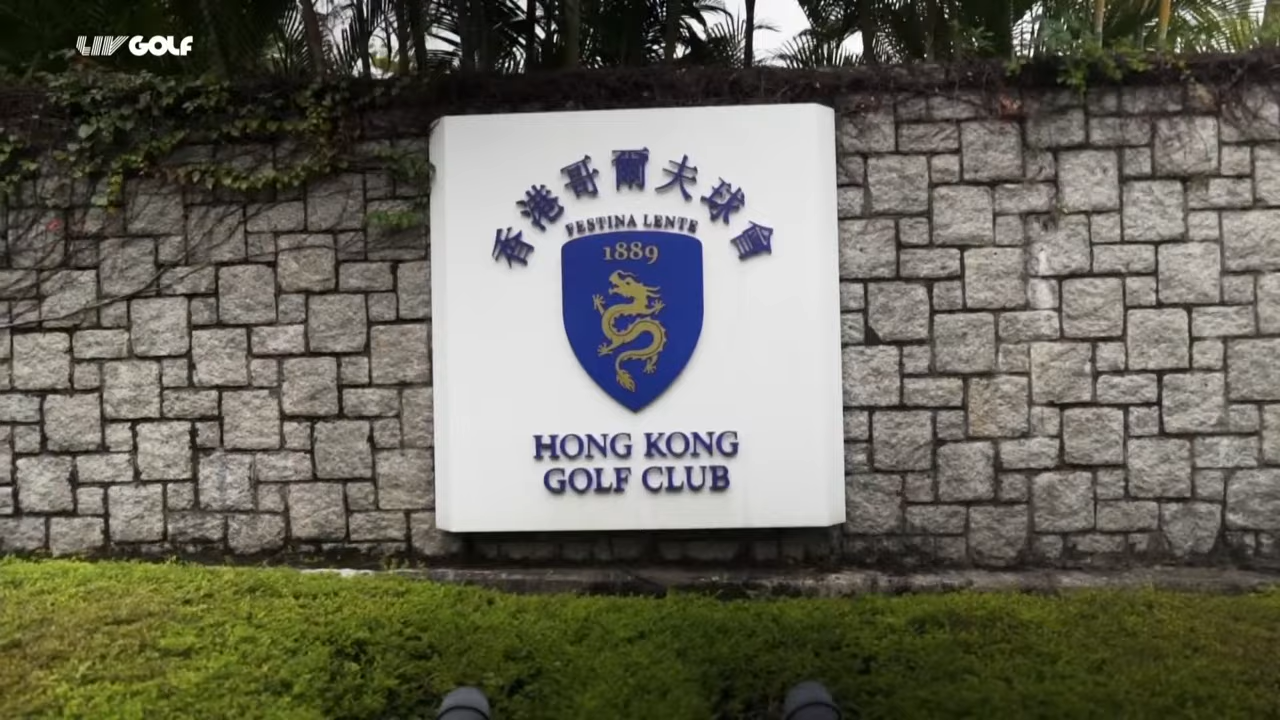 LIV GOLF
香港哥爾夫球會
FESTINA LENTE
1889
HONG KONG
GOLF CLUB